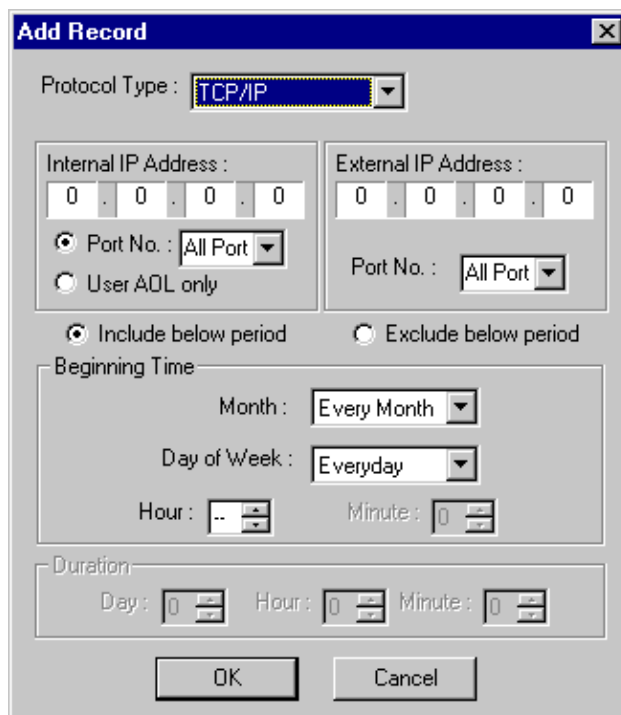 Add Record
Protocol Type : TCP/IP
Internal IP Address :
0 . 0 . 0 . 0
Port No. : All Port
User AOL only
External IP Address :
0 . 0 . 0 . 0
Port No. : All Port
Include below period
Exclude below period
Beginning Time
Month : Every Month
Day of Week : Everyday
Hour : -- Minute : 0
Duration
Day : 0 Hour : 0 Minute : 0
OK Cancel